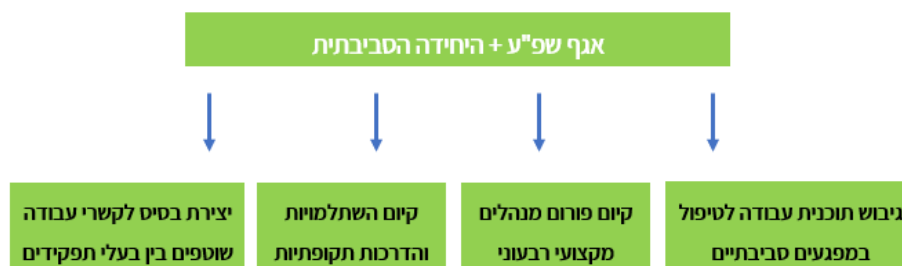 אגף שפ"ע + היחידה הסביבתית
גיבוש תוכנית עבודה לטיפול
במפגעים סביבתיים
קיום פורום מנהלים
מקצועי רבעוני
קיום השתלמויות
והדרכות תקופתיות
יצירת בסיס לקשרי עבודה
שוטפים בין בעלי תפקידים